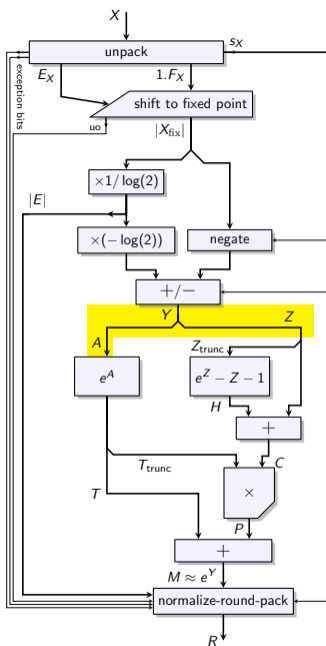 X
unpack
s_X
E_X
1.F_X
exception bits
shift to fixed point
uo
|X_fix|
×1/ log(2)
|E|
×(− log(2))
negate
+/−
Y
Z
A
Z_trunc
e^A
e^Z − Z − 1
H
+
T_trunc
C
T
×
P
+
M ≈ e^Y
normalize-round-pack
R